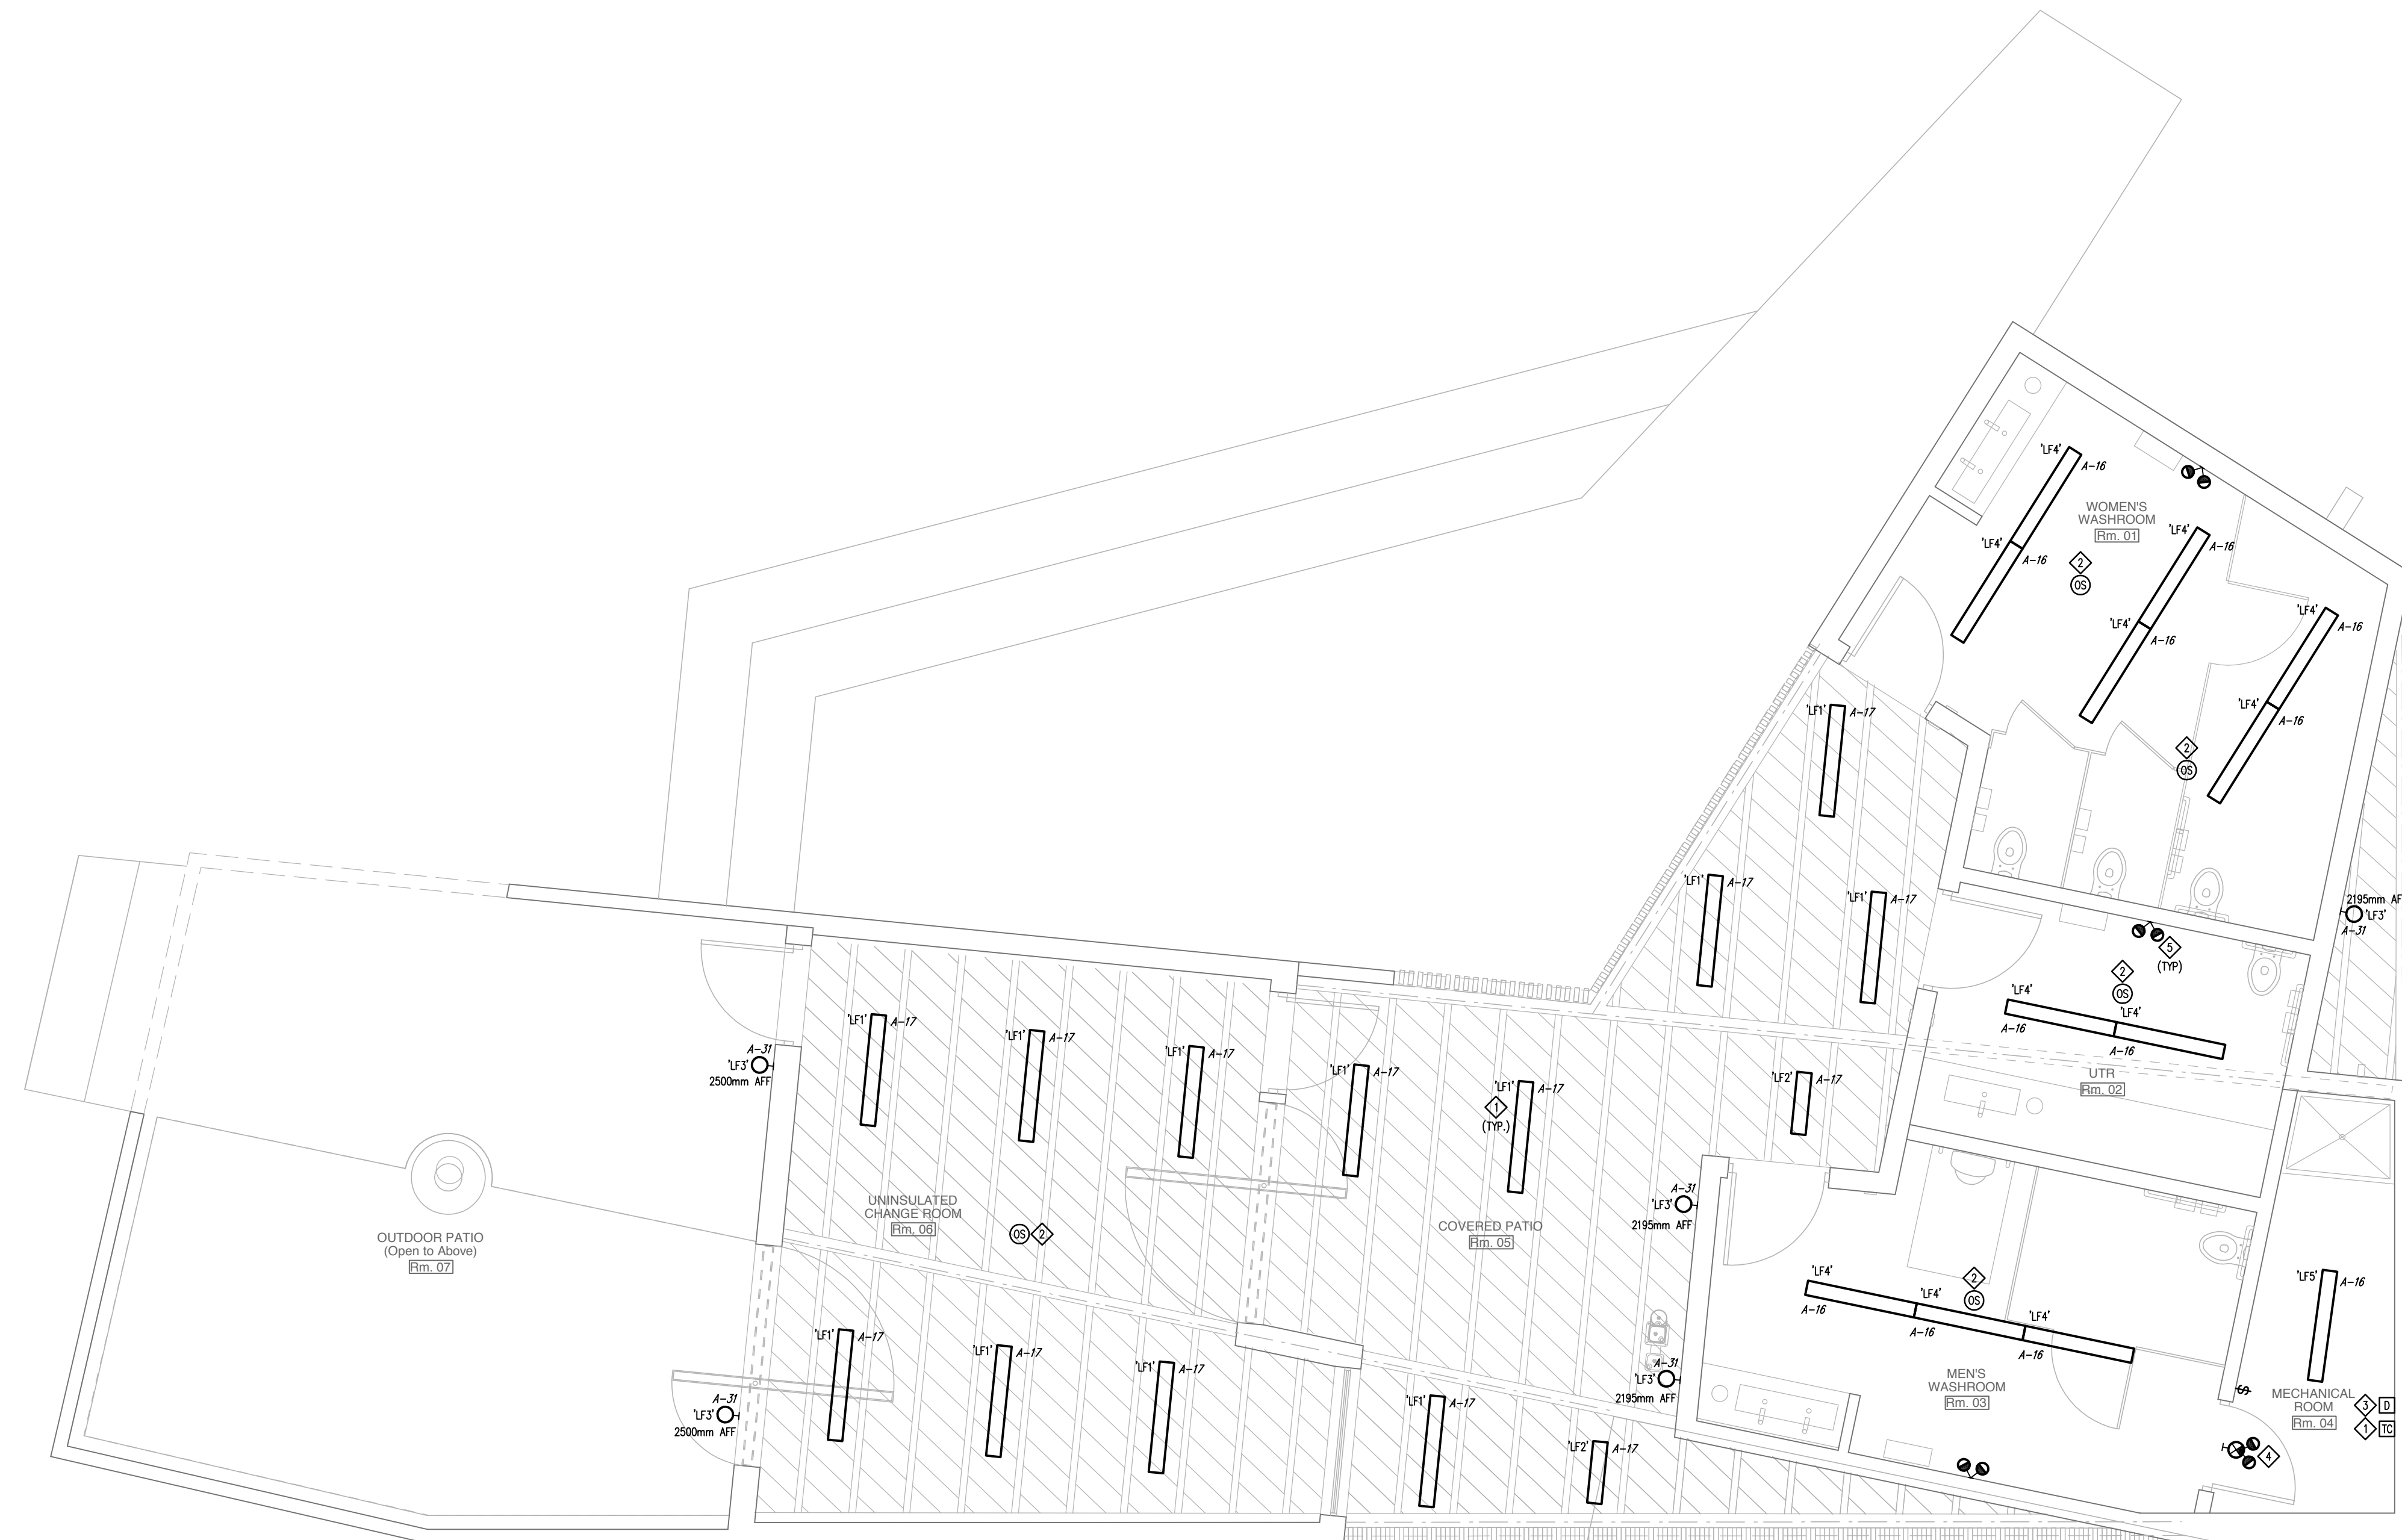 'LF4'
A-16
WOMEN'S
WASHROOM
Rm. 01
'LF4'
A-16
'LF4'
A-16
2
OS
'LF4'
A-16
'LF4'
A-16
'LF4'
A-16
2
OS
'LF1'
A-17
'LF1'
A-17
'LF1'
A-17
2195mm AF
'LF3'
A-31
5
(TYP)
2
OS
'LF4'
A-16
'LF4'
A-16
UTR
Rm. 02
'LF1'
A-17
'LF1'
A-17
'LF1'
A-17
A-31
'LF3'
2500mm AFF
'LF1'
A-17
'LF1'
A-17
1
(TYP.)
'LF2'
A-17
UNINSULATED
CHANGE ROOM
Rm. 06
OS
2
COVERED PATIO
Rm. 05
A-31
'LF3'
2195mm AFF
OUTDOOR PATIO
(Open to Above)
Rm. 07
2
OS
'LF4'
A-16
'LF4'
A-16
'LF4'
A-16
'LF5'
A-16
'LF1'
A-17
'LF1'
A-17
'LF1'
A-17
A-31
'LF3'
2500mm AFF
A-31
'LF3'
2195mm AFF
'LF1'
A-17
'LF2'
A-17
MEN'S
WASHROOM
Rm. 03
$
MECHANICAL
ROOM
Rm. 04
3
D
1
TC
4